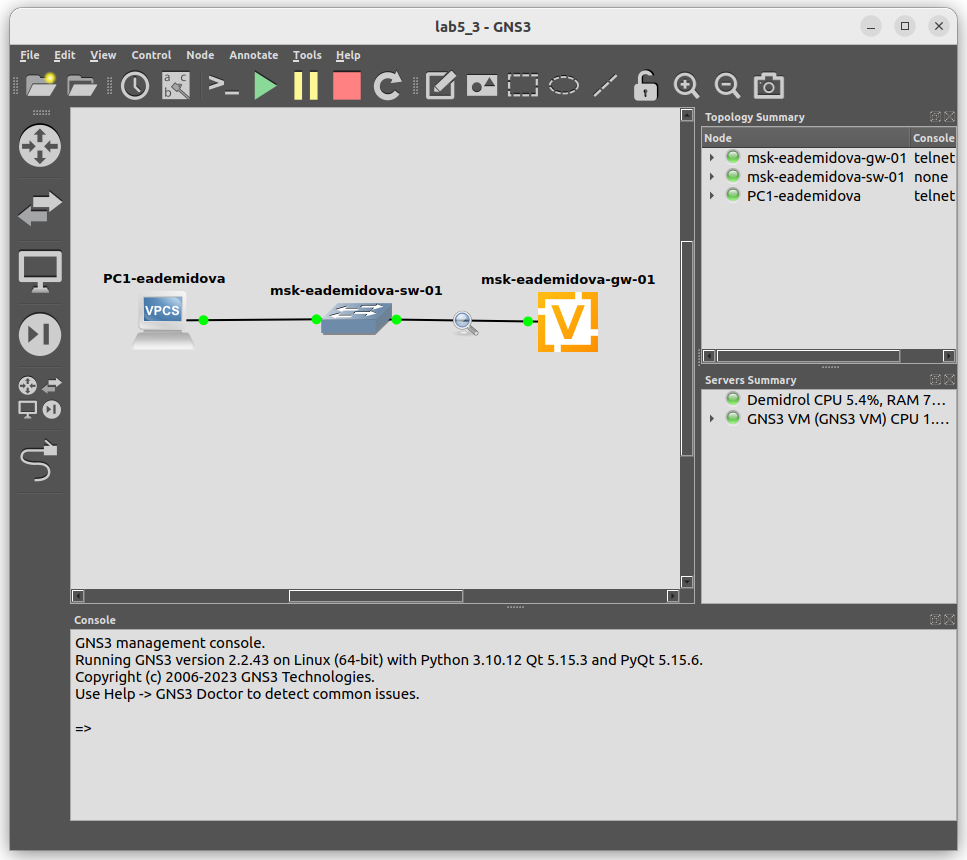 lab5_3 - GNS3
File Edit View Control Node Annotate Tools Help
a c
b
Topology Summary
Node Console
msk-eademidova-gw-01 telnet
msk-eademidova-sw-01 none
PC1-eademidova telnet
PC1-eademidova
msk-eademidova-sw-01
msk-eademidova-gw-01
VPCS
V
Servers Summary
Demidrol CPU 5.4%, RAM 7...
GNS3 VM (GNS3 VM) CPU 1....
Console
GNS3 management console.
Running GNS3 version 2.2.43 on Linux (64-bit) with Python 3.10.12 Qt 5.15.3 and PyQt 5.15.6.
Copyright (c) 2006-2023 GNS3 Technologies.
Use Help -> GNS3 Doctor to detect common issues.
=>